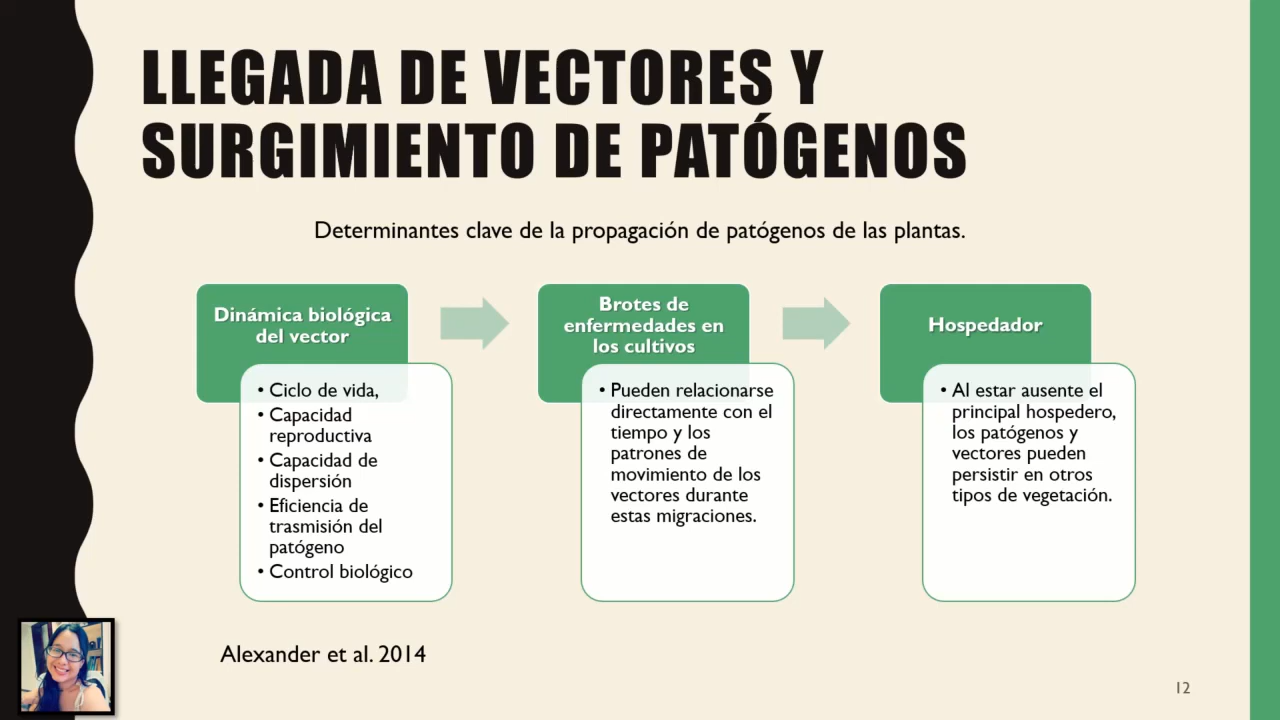 LLEGADA DE VECTORES Y
SURGIMIENTO DE PATÓGENOS
Determinantes clave de la propagación de patógenos de las plantas.
Dinámica biológica
del vector
• Ciclo de vida,
• Capacidad
reproductiva
• Capacidad de
dispersión
• Eficiencia de
trasmisión del
patógeno
• Control biológico
Brotes de
enfermedades en
los cultivos
• Pueden relacionarse
directamente con el
tiempo y los
patrones de
movimiento de los
vectores durante
estas migraciones.
Hospedador
• Al estar ausente el
principal hospedero,
los patógenos y
vectores pueden
persistir en otros
tipos de vegetación.
Alexander et al. 2014
12